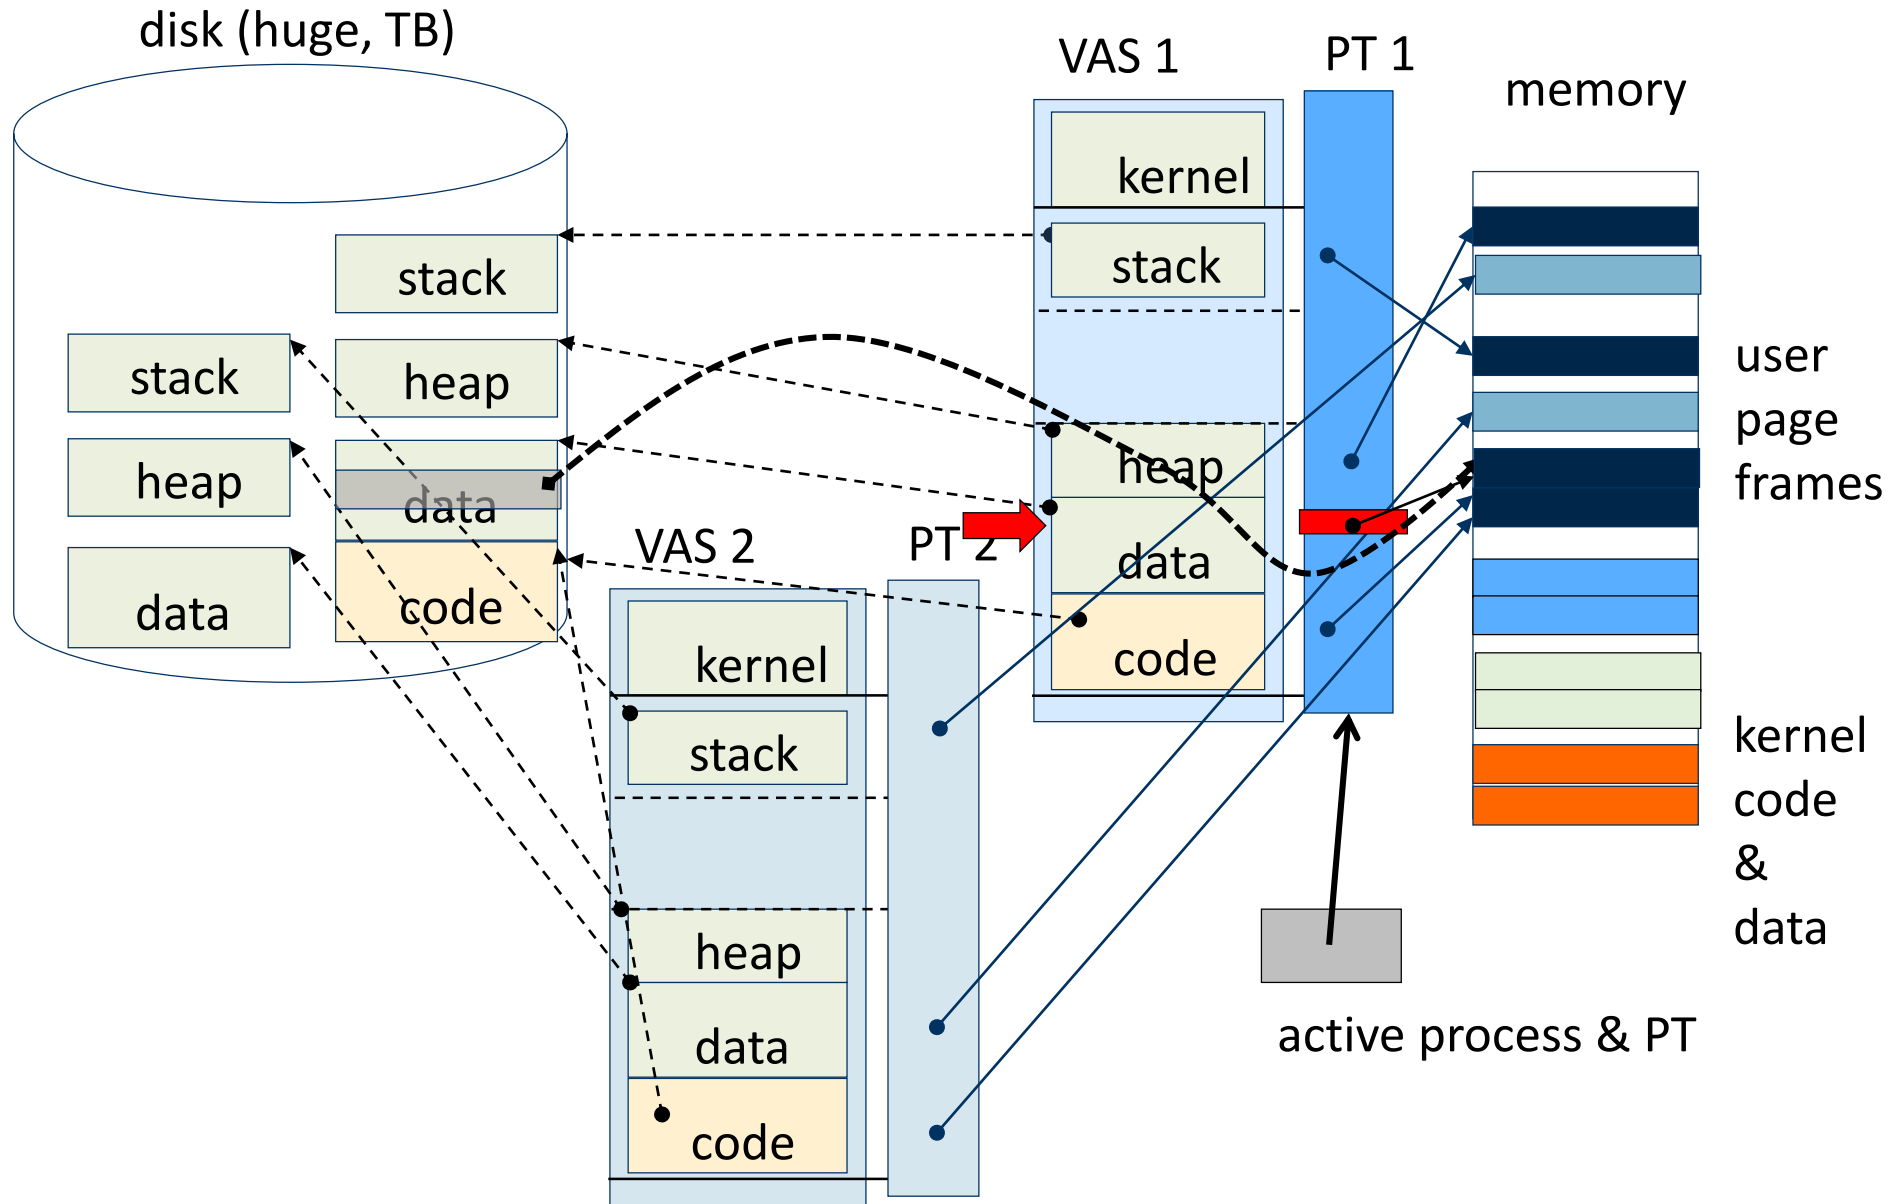 disk (huge, TB)
VAS 1
PT 1
memory
kernel
stack
stack
heap
data
code
stack
heap
data
heap
data
code
user
page
frames
VAS 2
PT 2
kernel
stack
heap
data
code
kernel
code
&
data
active process & PT